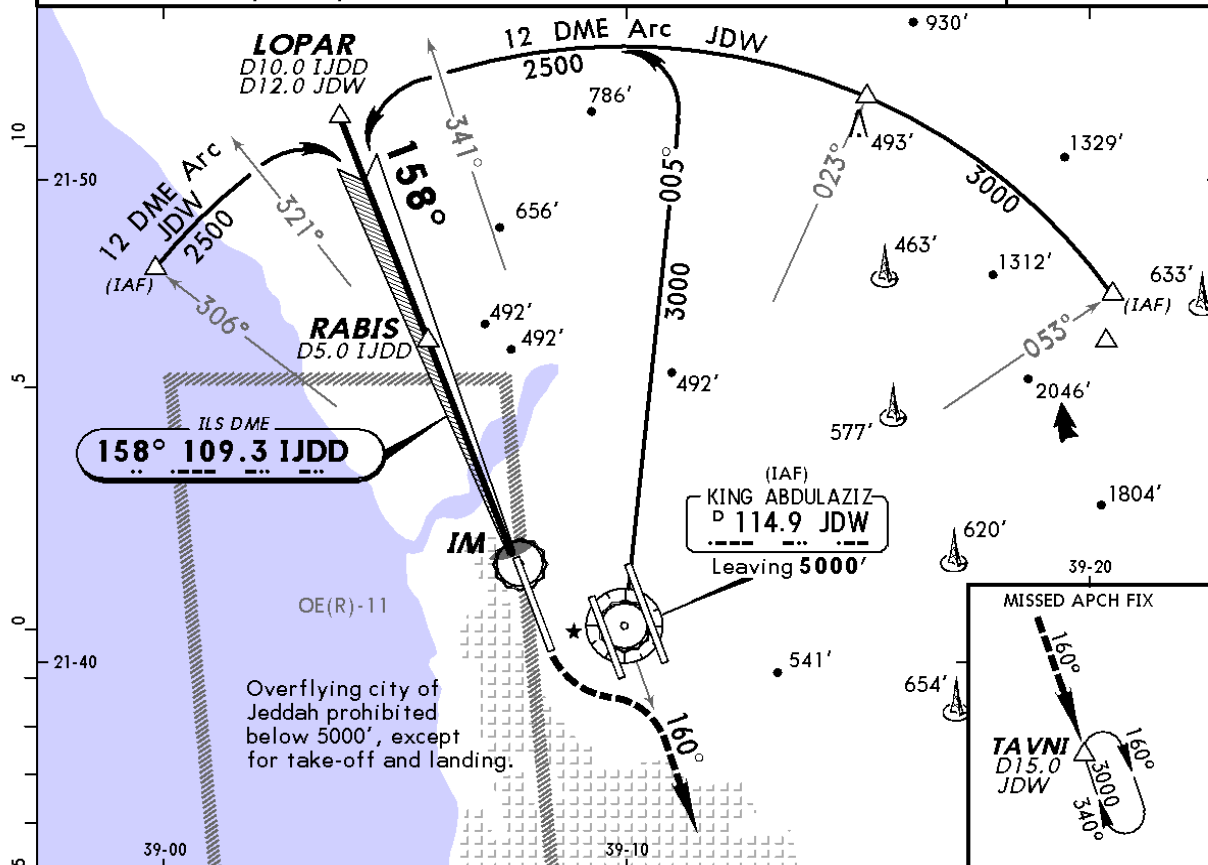 12 DME Arc JDW
2500
930'
LOPAR
D10.0 IJDD
D12.0 JDW
786'
10
341°
493'
1329'
158°
005°
023°
21-50
12 DME Arc
JDW
2500
321°
656'
3000
463'
1312'
633'
(IAF)
306°
3000
(IAF)
053°
492'
492'
RABIS
D5.0 IJDD
492'
2046'
5
577'
ILS DME
158° 109.3 IJDD
(IAF)
KING ABDULAZIZ
D 114.9 JDW
Leaving 5000'
1804'
620'
IM
39-20
OE(R)-11
MISSED APCH FIX
0
160°
21-40
541'
654'
Overflying city of
Jeddah prohibited
below 5000', except
for take-off and landing.
160°
TAVNI
D15.0
JDW
160°
3000
340°
39-00
39-10
5